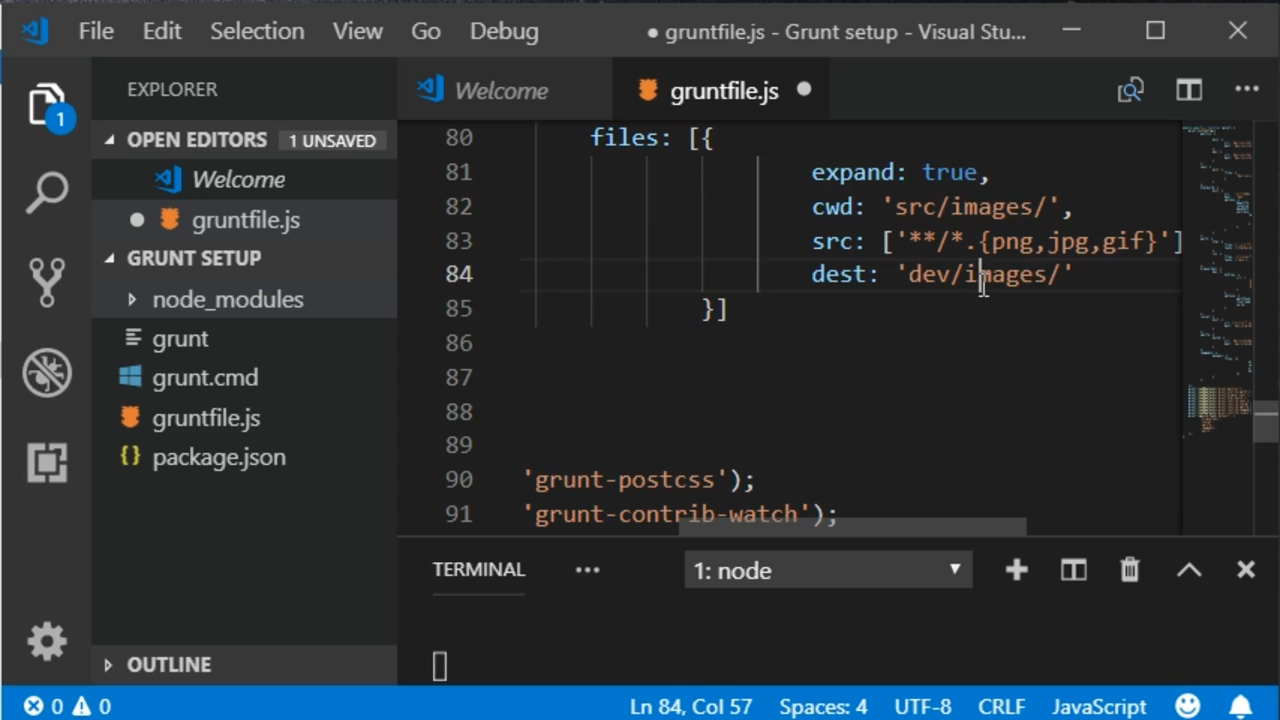 File Edit Selection View Go Debug ● gruntfile.js - Grunt setup - Visual Stu...
EXPLORER
Welcome gruntfile.js
OPEN EDITORS 1 UNSAVED
Welcome
gruntfile.js
GRUNT SETUP
node_modules
grunt
grunt.cmd
gruntfile.js
package.json
OUTLINE
1
80 files: [{
81 expand: true,
82 cwd: 'src/images/',
83 src: ['**/*.{png,jpg,gif}']
84 dest: 'dev/images/'
85 }]
86
87
88
89
90 'grunt-postcss');
91 'grunt-contrib-watch');
TERMINAL ... 1: node
0 0 Ln 84, Col 57 Spaces: 4 UTF-8 CRLF JavaScript